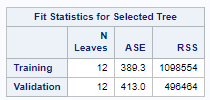 Fit Statistics for Selected Tree
N Leaves ASE RSS
Training 12 389.3 1098554
Validation 12 413.0 496464